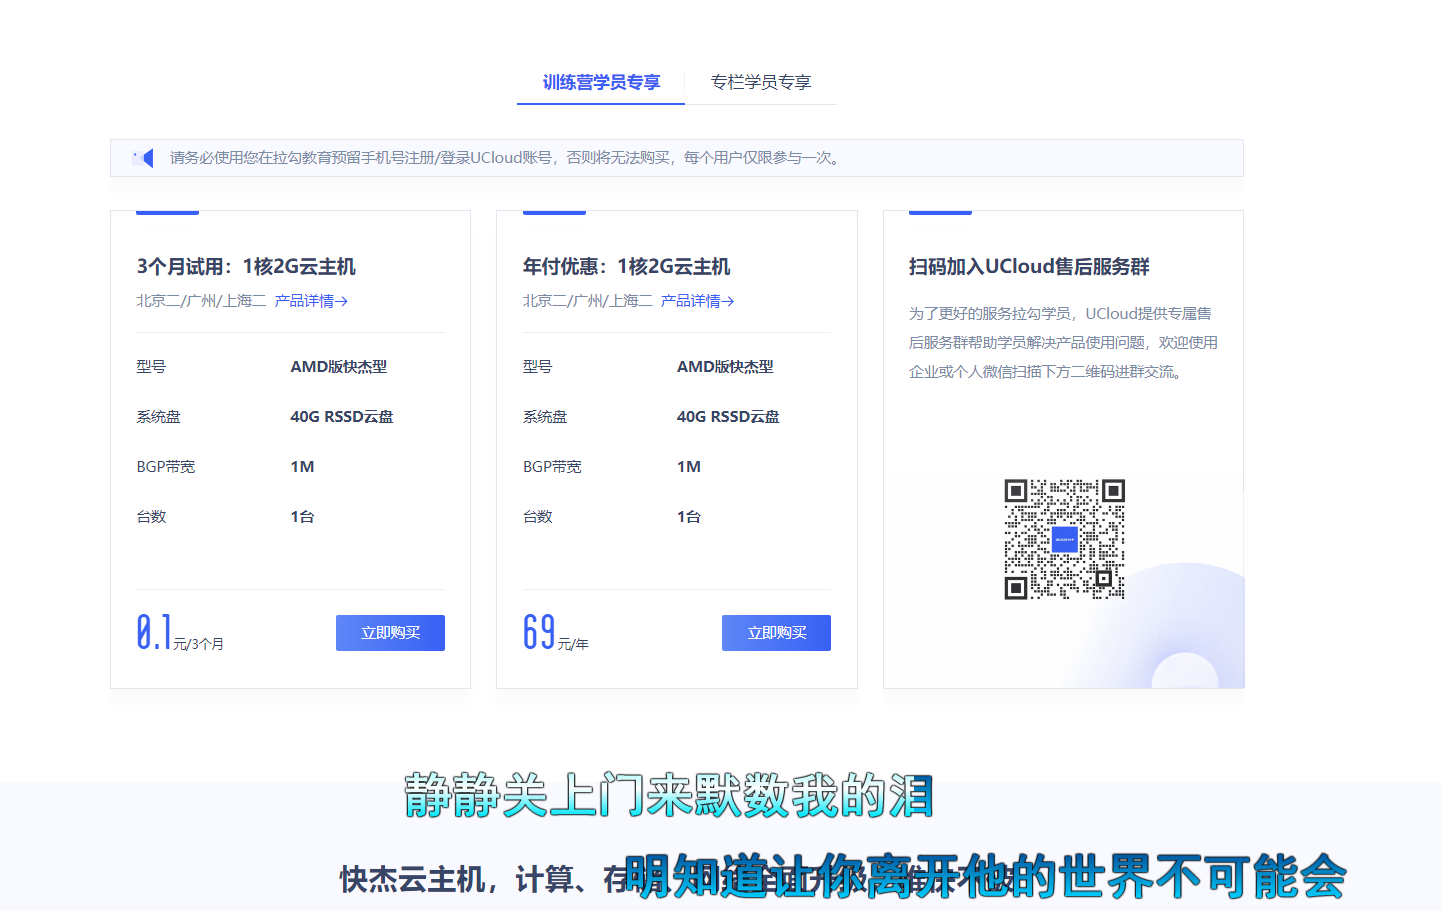 训练营学员专享
专栏学员专享
请务必使用您在拉勾教育预留手机号注册/登录UCloud账号，否则将无法购买，每个用户仅限参与一次。
3个月试用：1核2G云主机
北京二/广州/上海二 产品详情→
型号 AMD版快杰型
系统盘 40G RSSD云盘
BGP带宽 1M
台数 1台
0.1元/3个月 立即购买
年付优惠：1核2G云主机
北京二/广州/上海二 产品详情→
型号 AMD版快杰型
系统盘 40G RSSD云盘
BGP带宽 1M
台数 1台
69元/年 立即购买
扫码加入UCloud售后服务群
为了更好的服务拉勾学员，UCloud提供专属售
后服务群帮助学员解决产品使用问题，欢迎使用
企业或个人微信扫描下方二维码进群交流。
静静关上门来默数我的泪
快杰云主机，计算、存
明知道让你离开他的世界不可能会